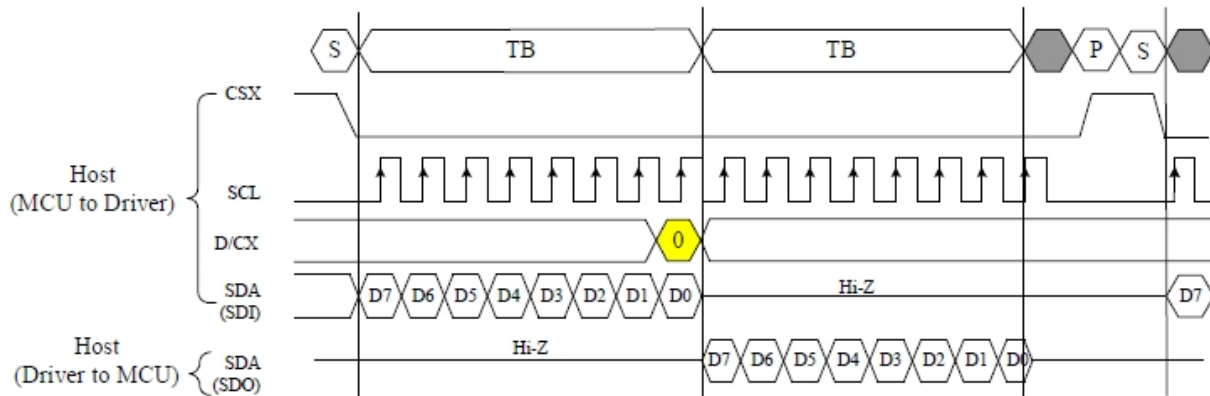 S TB TB P S
CSX
Host
(MCU to Driver)
SCL
D/CX 0
SDA
(SDI) D7 D6 D5 D4 D3 D2 D1 D0 Hi-Z D7
Host
(Driver to MCU)
SDA
(SDO) Hi-Z D7 D6 D5 D4 D3 D2 D1 D0